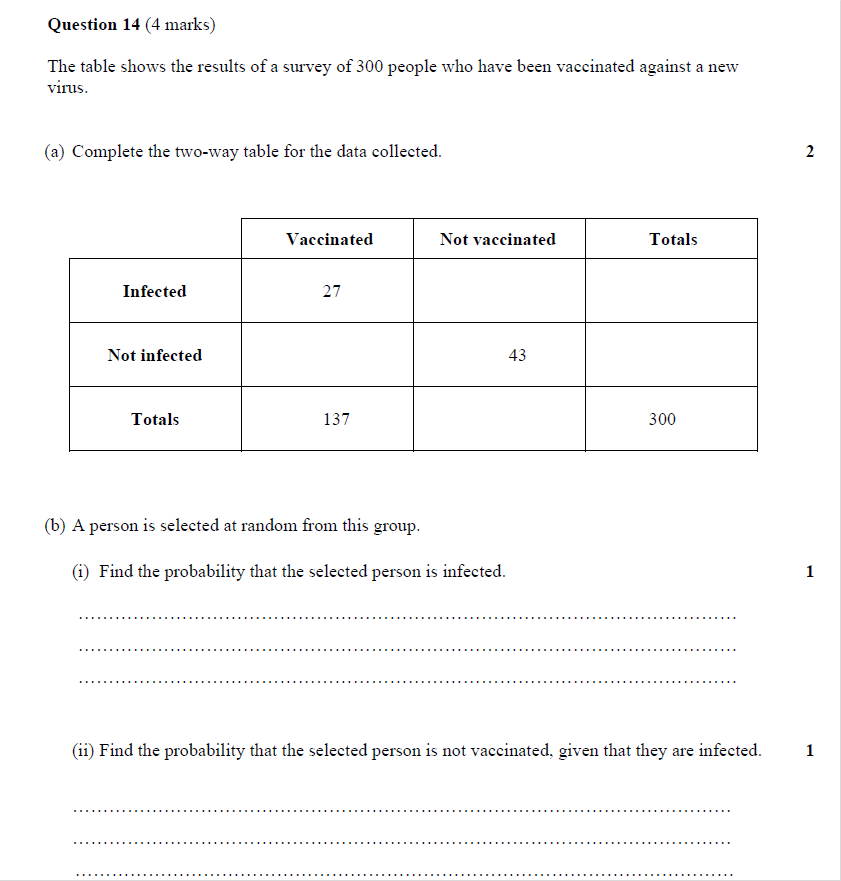 Question 14 (4 marks)
The table shows the results of a survey of 300 people who have been vaccinated against a new
virus.
(a) Complete the two-way table for the data collected. 2
Vaccinated Not vaccinated Totals
Infected 27
Not infected 43
Totals 137 300
(b) A person is selected at random from this group.
(i) Find the probability that the selected person is infected. 1
(ii) Find the probability that the selected person is not vaccinated, given that they are infected. 1